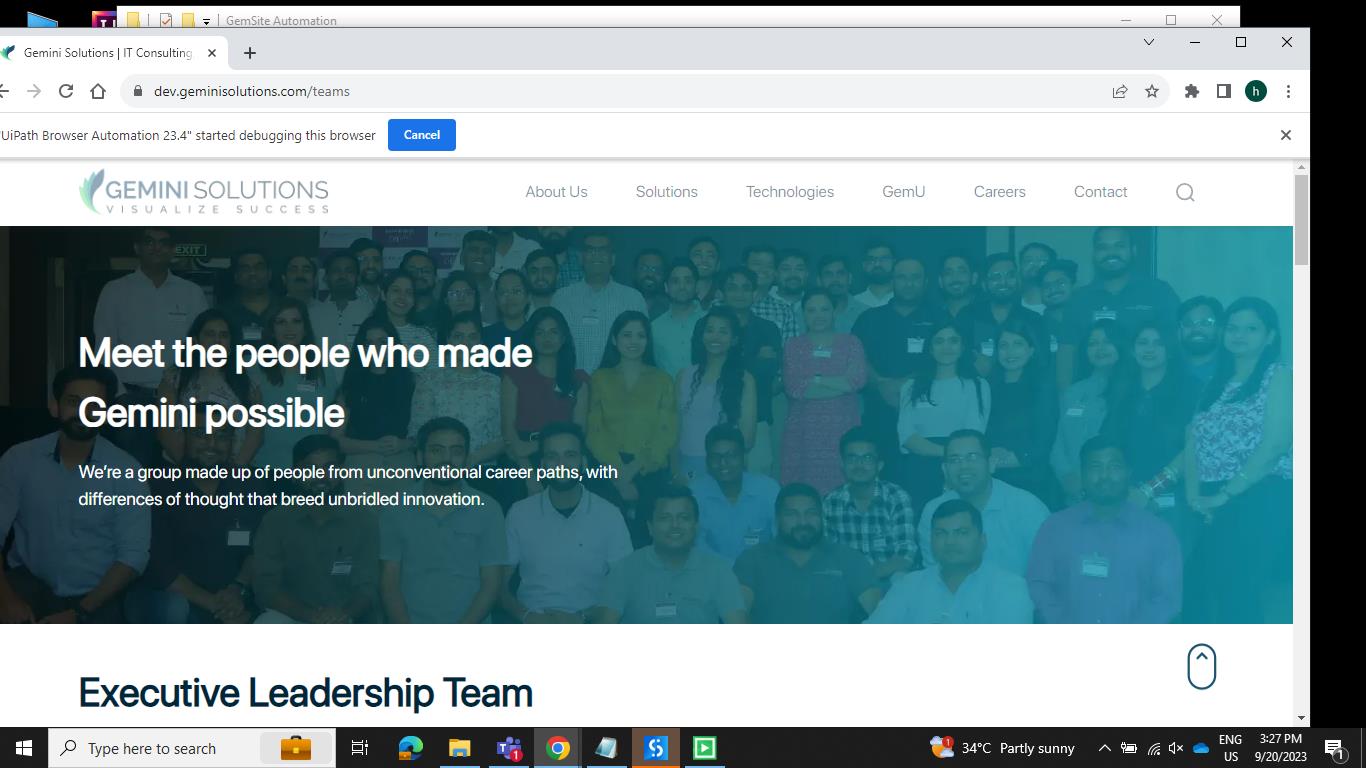 GemSite Automation
Gemini Solutions | IT Consulting
dev.geminisolutions.com/teams
h
UiPath Browser Automation 23.4" started debugging this browser
Cancel
GEMINI SOLUTIONS
VISUALIZE SUCCESS
About Us
Solutions
Technologies
GemU
Careers
Contact
EXIT
Meet the people who made
Gemini possible
We're a group made up of people from unconventional career paths, with
differences of thought that breed unbridled innovation.
Executive Leadership Team
Type here to search
1
1
34°C Partly sunny
ENG
US
3:27 PM
9/20/2023
1